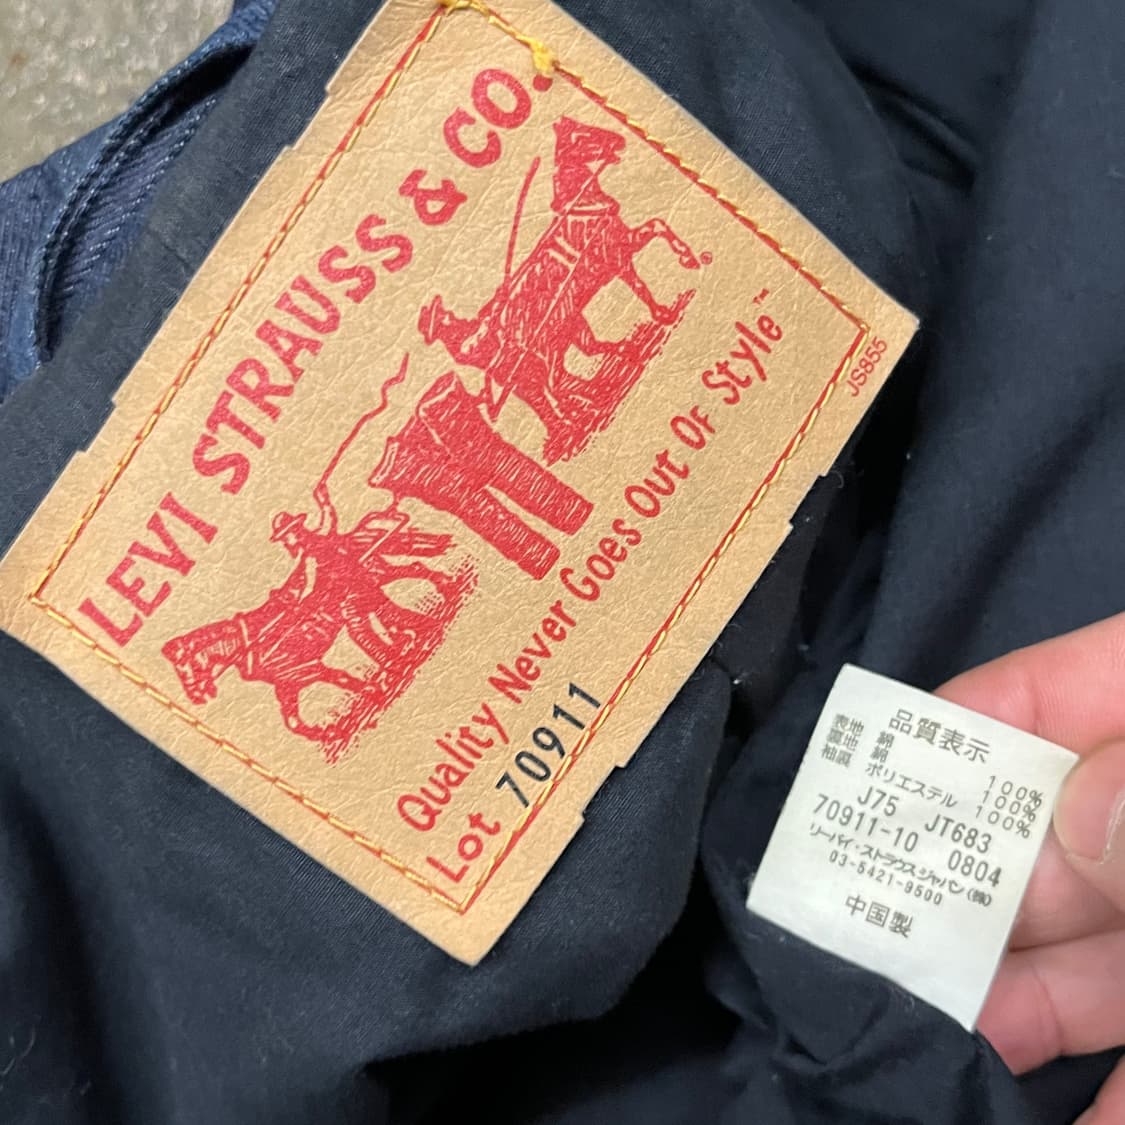 LEVI STRAUSS & CO.
®
Quality Never Goes Out Of Style™
Lot 70911
JS855
品質表示
表地 綿 100%
裏地 綿 100%
袖裏 ポリエステル 100%
J75 JT683
70911-10 0804
リーバイ・ストラウスジャパン(株)
03-5421-9500
中国製